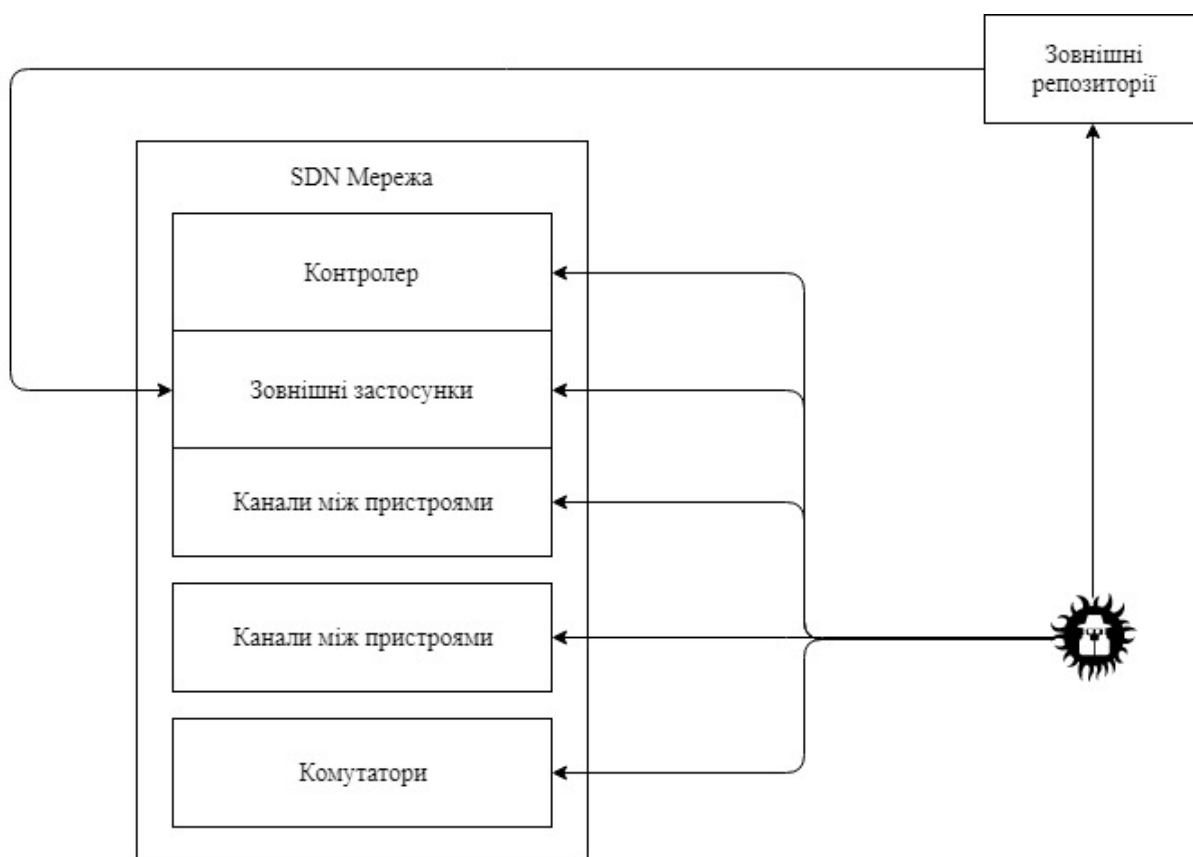 Зовнішні
репозиторії
SDN Мережа
Контролер
Зовнішні застосунки
Канали між пристроями
Канали між пристроями
Комутатори